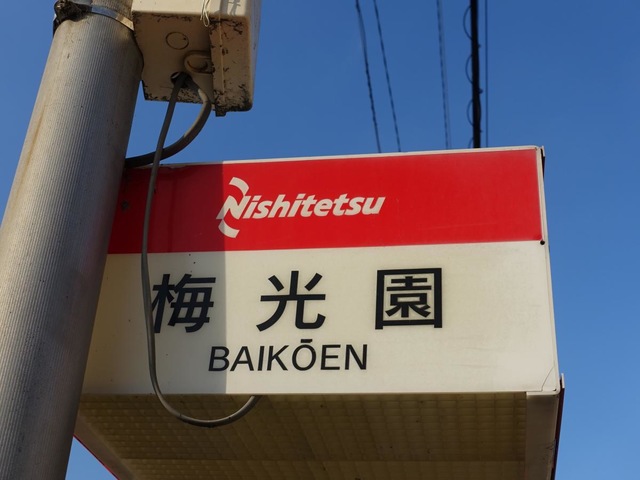 Nishitetsu
梅光園
BAIKŌEN